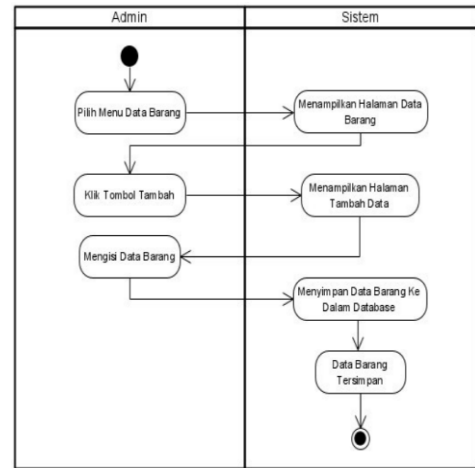 Admin
Sistem
Pilih Menu Data Barang
Menampilkan Halaman Data
Barang
Klik Tombol Tambah
Menampilkan Halaman
Tambah Data
Mengisi Data Barang
Menyimpan Data Barang Ke
Dalam Database
Data Barang
Tersimpan